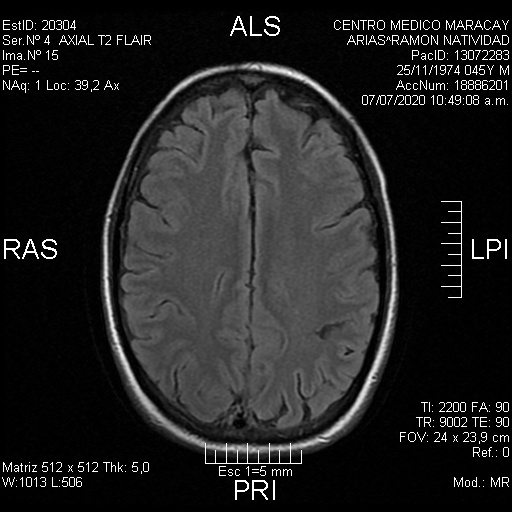 EstID: 20304
Ser.Nº 4 AXIAL T2 FLAIR
Ima.Nº 15
PE= --
NAq: 1 Loc: 39,2 Ax
ALS
CENTRO MEDICO MARACAY
ARIAS^RAMON NATIVIDAD
PacID: 13072283
25/11/1974 045Y M
AccNum: 18886201
07/07/2020 10:49:08 a.m.
RAS
LPI
TI: 2200 FA: 90
TR: 9002 TE: 90
FOV: 24 x 23,9 cm
Ref.: 0
Mod.: MR
Matriz 512 x 512 Thk: 5,0
W:1013 L:506
Esc 1=5 mm
PRI